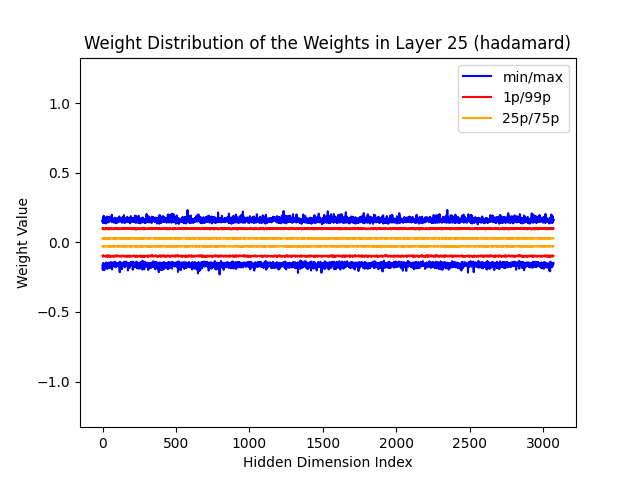 Weight Distribution of the Weights in Layer 25 (hadamard)
min/max
1p/99p
25p/75p
1.0
0.5
0.0
−0.5
−1.0
Weight Value
0 500 1000 1500 2000 2500 3000
Hidden Dimension Index